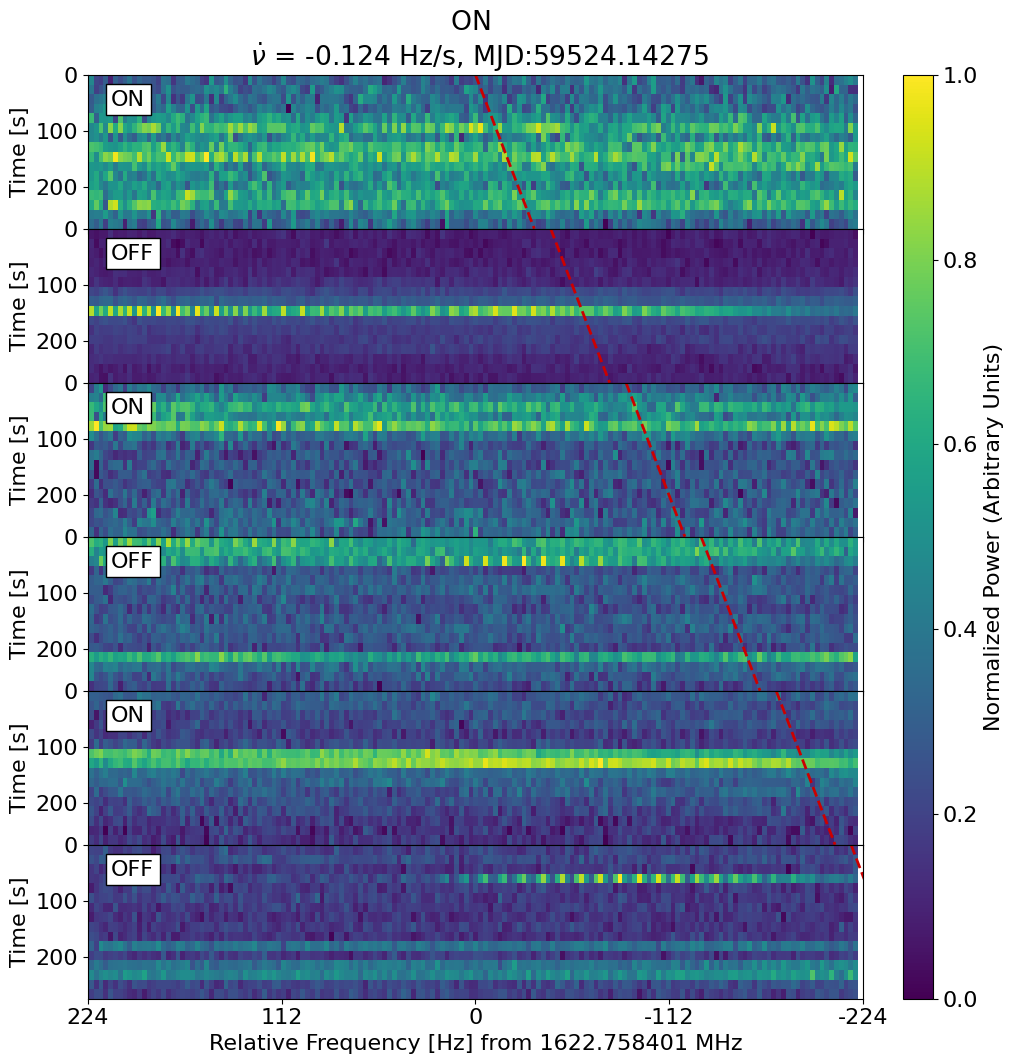 ON
ν̇ = -0.124 Hz/s, MJD:59524.14275
0
ON
100
Time [s]
200
0
OFF
100
Time [s]
200
0
ON
100
Time [s]
200
0
OFF
100
Time [s]
200
0
ON
100
Time [s]
200
0
OFF
100
Time [s]
200
224 112 0 -112 -224
Relative Frequency [Hz] from 1622.758401 MHz
1.0
0.8
0.6
0.4
0.2
0.0
Normalized Power (Arbitrary Units)